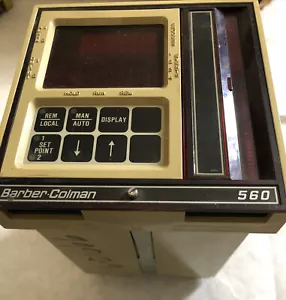 REM
LOCAL
MAN
AUTO
DISPLAY
1
SET
POINT
2
↓
↑
Barber-Colman
560